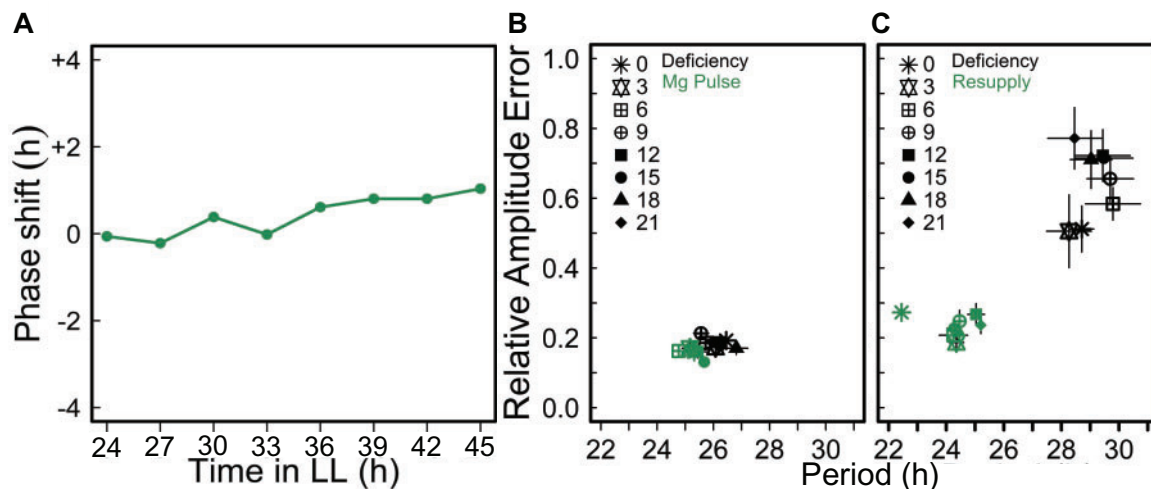 A
Phase shift (h)
+4
+2
0
-2
-4
24 27 30 33 36 39 42 45
Time in LL (h)
B
Relative Amplitude Error
1.0
0.8
0.6
0.4
0.2
0.0
0 Deficiency
3 Mg Pulse
6
9
12
15
18
21
22 24 26 28 30
C
0 Deficiency
3 Resupply
6
9
12
15
18
21
22 24 26 28 30
Period (h)